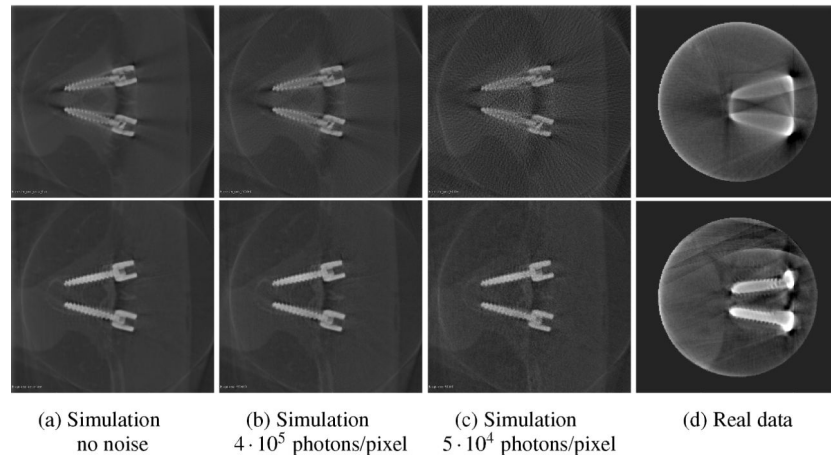 (a) Simulation
no noise
(b) Simulation
4 · 10⁵ photons/pixel
(c) Simulation
5 · 10⁴ photons/pixel
(d) Real data